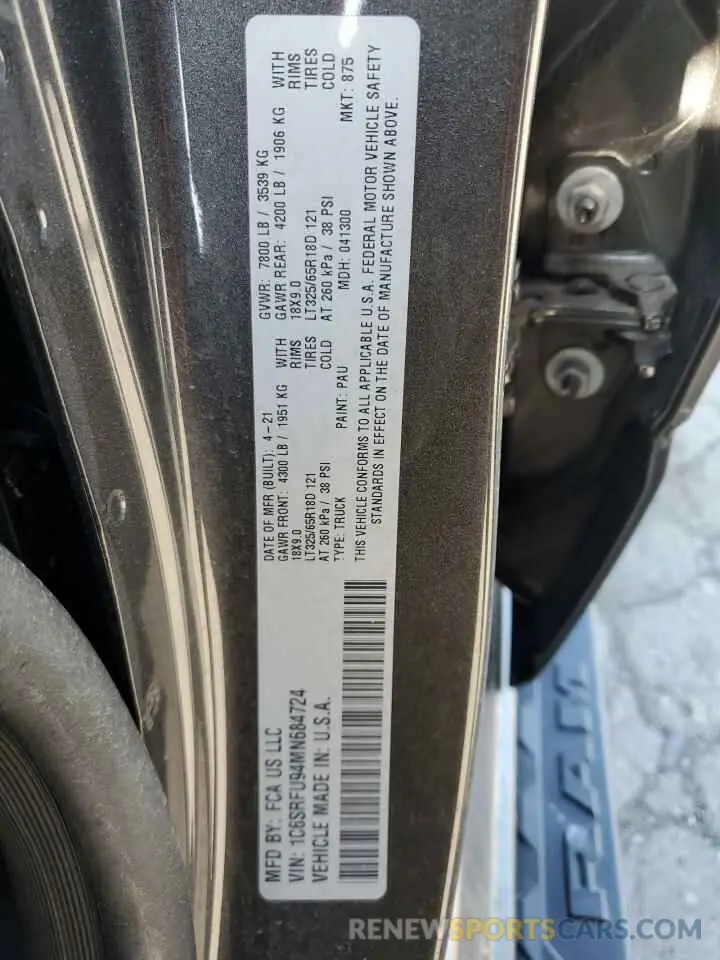 MFD BY: FCA US LLC
DATE OF MFR (BUILT): 4-21
GVWR: 7800 LB / 3539 KG
VIN: 1C6SRFU94MN684724
GAWR FRONT: 4300 LB / 1951 KG WITH
GAWR REAR: 4200 LB / 1906 KG WITH
18X9.0 RIMS
18X9.0 RIMS
VEHICLE MADE IN: U.S.A.
LT325/65R18D 121 TIRES
LT325/65R18D 121 TIRES
AT 260 kPa / 38 PSI COLD
AT 260 kPa / 38 PSI COLD
TYPE: TRUCK PAINT: PAU MDH: 041300 MKT: 875
THIS VEHICLE CONFORMS TO ALL APPLICABLE U.S.A. FEDERAL MOTOR VEHICLE SAFETY
STANDARDS IN EFFECT ON THE DATE OF MANUFACTURE SHOWN ABOVE.
RAM
RENEWSPORTSCARS.COM